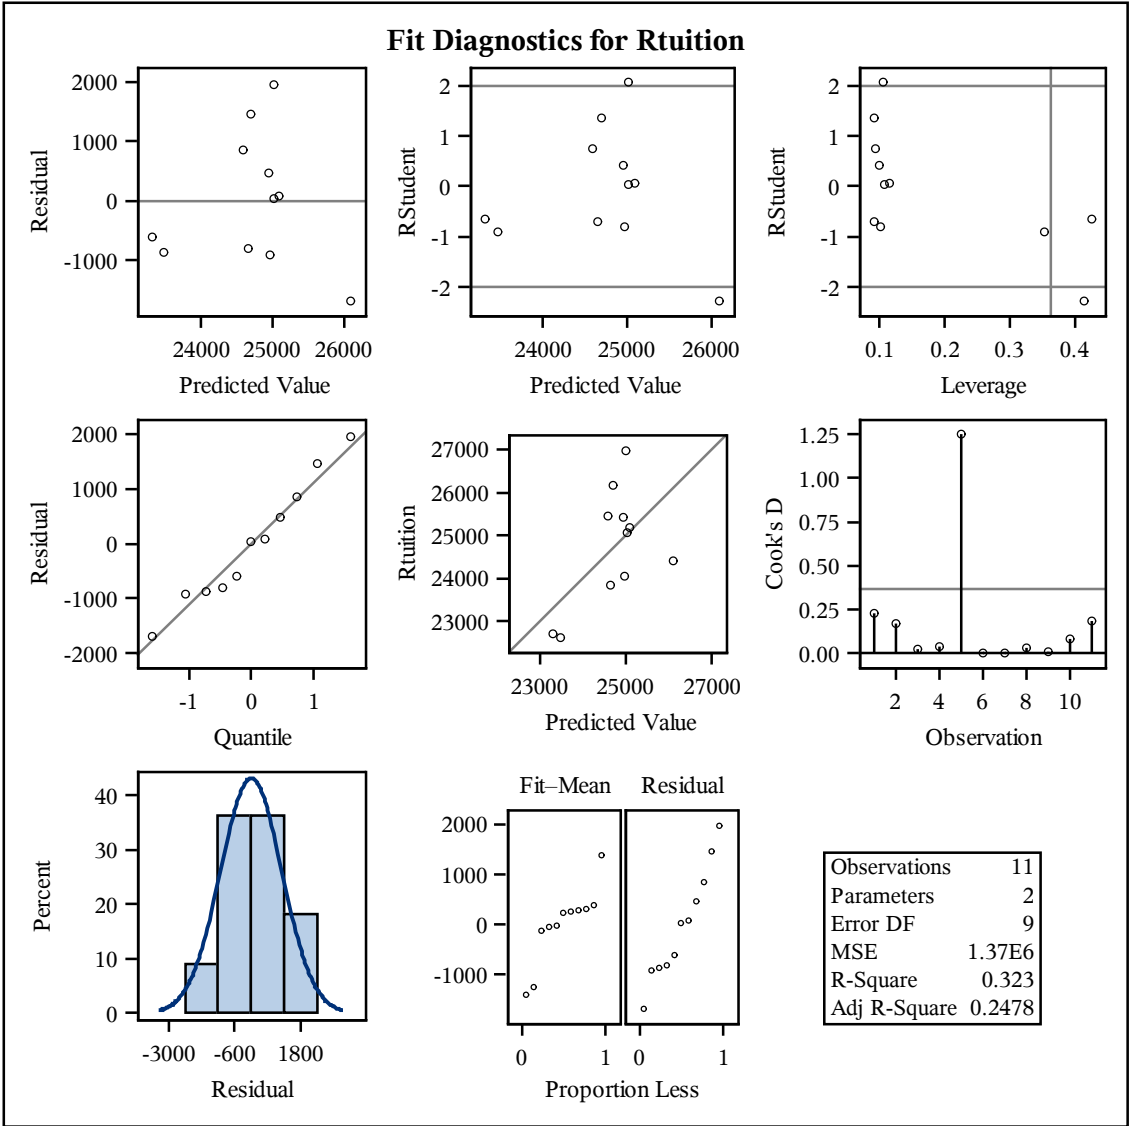 Fit Diagnostics for Rtuition
2000
1000
0
-1000
Residual
24000 25000 26000
Predicted Value
2
1
0
-1
-2
RStudent
24000 25000 26000
Predicted Value
2
1
0
-1
-2
RStudent
0.1 0.2 0.3 0.4
Leverage
2000
1000
0
-1000
-2000
Residual
-1 0 1
Quantile
27000
26000
25000
24000
23000
Rtuition
23000 25000 27000
Predicted Value
1.25
1.00
0.75
0.50
0.25
0.00
Cook's D
2 4 6 8 10
Observation
40
30
20
10
0
Percent
-3000 -600 1800
Residual
Fit–Mean Residual
2000
1000
0
-1000
0 1 0 1
Proportion Less
Observations 11
Parameters 2
Error DF 9
MSE 1.37E6
R-Square 0.323
Adj R-Square 0.2478